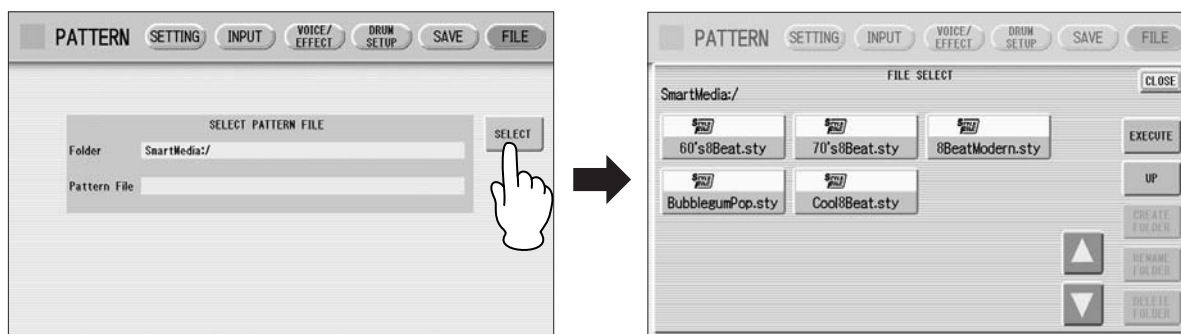 PATTERN SETTING INPUT VOICE/ EFFECT DRUM SETUP SAVE FILE
SELECT PATTERN FILE
Folder SmartMedia:/
SELECT
Pattern File
PATTERN SETTING INPUT VOICE/ EFFECT DRUM SETUP SAVE FILE
FILE SELECT
CLOSE
SmartMedia:/
60's8Beat.sty 70's8Beat.sty 8BeatModern.sty
EXECUTE
BubblegumPop.sty Cool8Beat.sty
UP
CREATE FOLDER
RENAME FOLDER
DELETE FOLDER